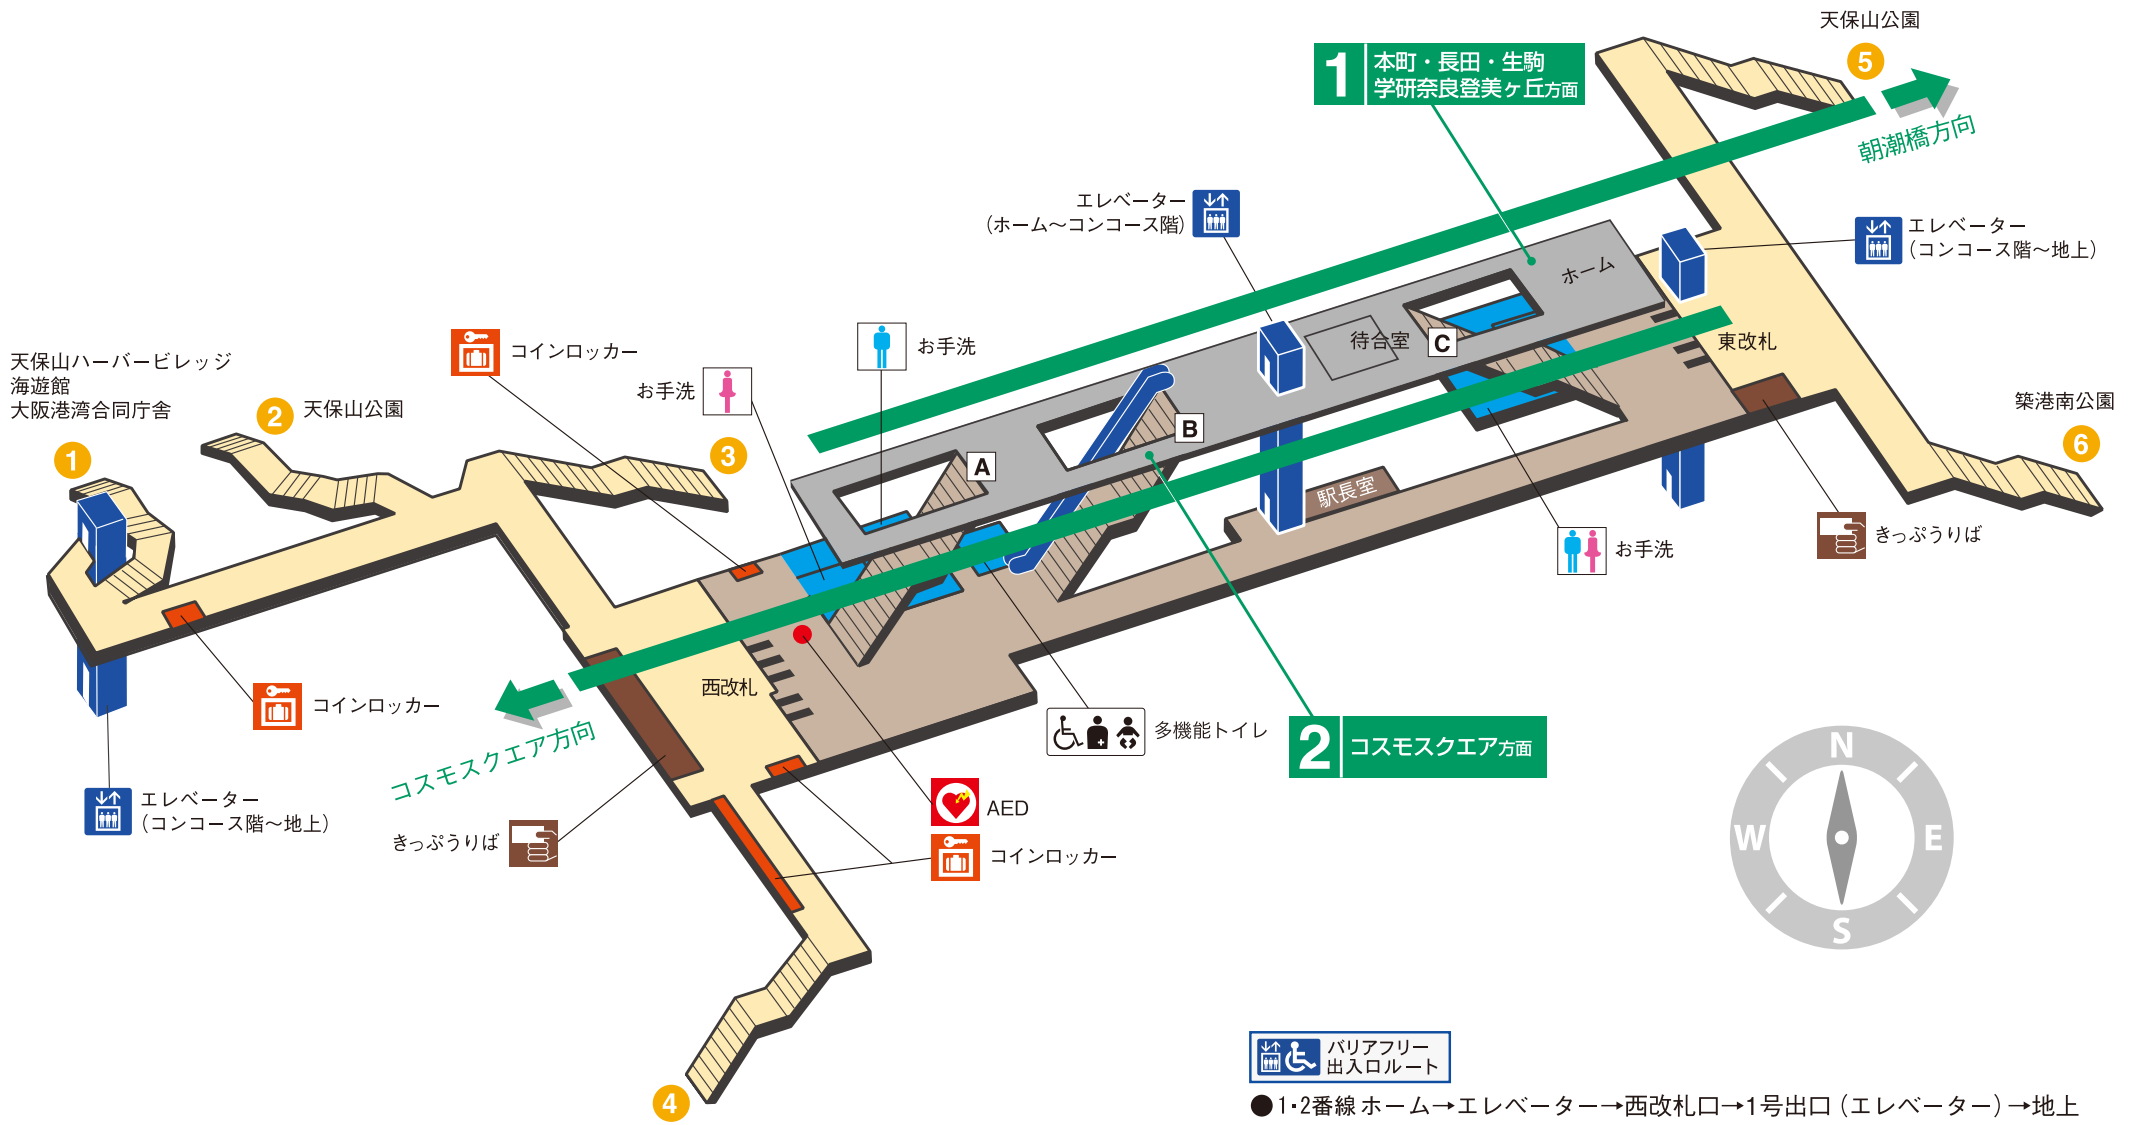 天保山公園
5
1
本町・長田・生駒
学研奈良登美ヶ丘方面
朝潮橋方向
エレベーター
(ホーム〜コンコース階)
エレベーター
(コンコース階〜地上)
ホーム
待合室
C
東改札
コインロッカー
お手洗
お手洗
天保山ハーバービレッジ
海遊館
大阪港湾合同庁舎
1
2
天保山公園
3
A
B
築港南公園
6
駅長室
お手洗
きっぷうりば
西改札
コインロッカー
コスモスクエア方向
多機能トイレ
2
コスモスクエア方面
エレベーター
(コンコース階〜地上)
きっぷうりば
AED
コインロッカー
N
W
E
S
4
バリアフリー
出入口ルート
●1・2番線 ホーム→エレベーター→西改札口→1号出口(エレベーター)→地上